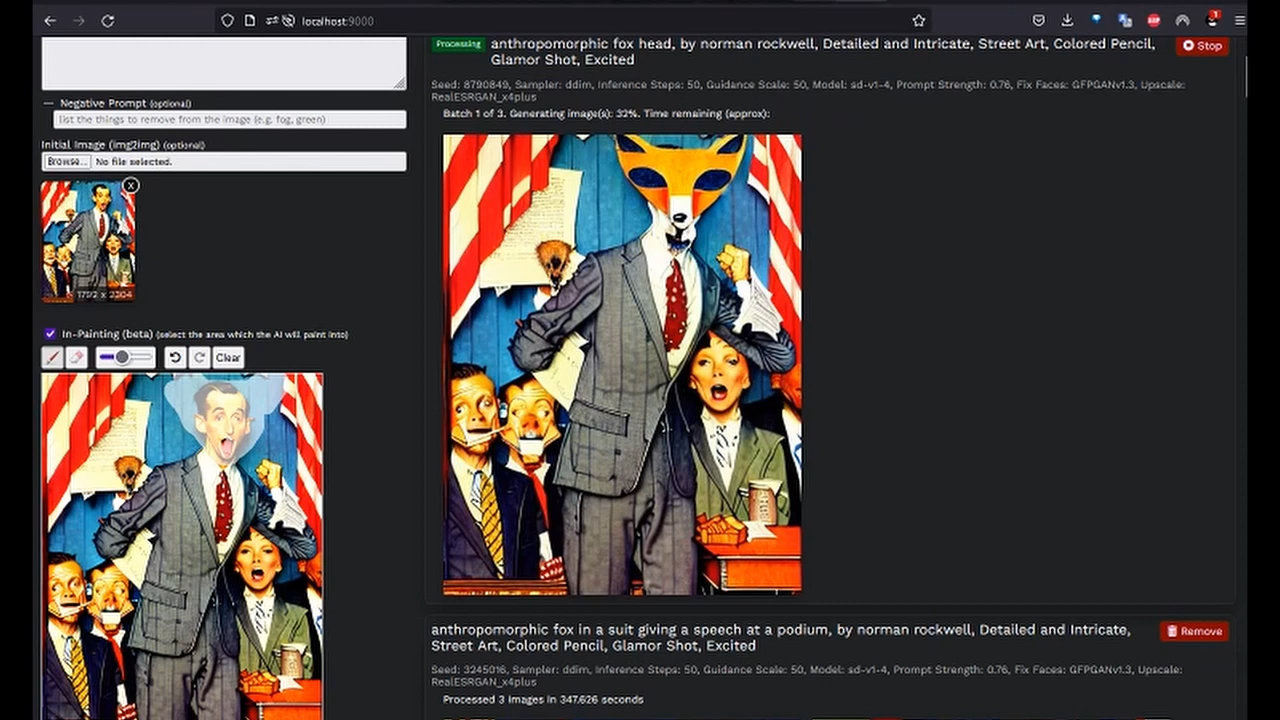 localhost:9000
1
Negative Prompt (optional)
list the things to remove from the image (e.g. fog, green)
Initial Image (img2img) (optional)
Browse... No file selected.
X
1792 x 2304
In-Painting (beta) (select the area which the AI will paint into)
Clear
Processing anthropomorphic fox head, by norman rockwell, Detailed and Intricate, Street Art, Colored Pencil,
Glamor Shot, Excited
Stop
Seed: 8790849, Sampler: ddim, Inference Steps: 50, Guidance Scale: 50, Model: sd-v1-4, Prompt Strength: 0.76, Fix Faces: GFPGANv1.3, Upscale:
RealESRGAN_x4plus
Batch 1 of 3. Generating image(s): 32%. Time remaining (approx):
anthropomorphic fox in a suit giving a speech at a podium, by norman rockwell, Detailed and Intricate,
Street Art, Colored Pencil, Glamor Shot, Excited
Remove
Seed: 3245016, Sampler: ddim, Inference Steps: 50, Guidance Scale: 50, Model: sd-v1-4, Prompt Strength: 0.76, Fix Faces: GFPGANv1.3, Upscale:
RealESRGAN_x4plus
Processed 3 images in 347.626 seconds